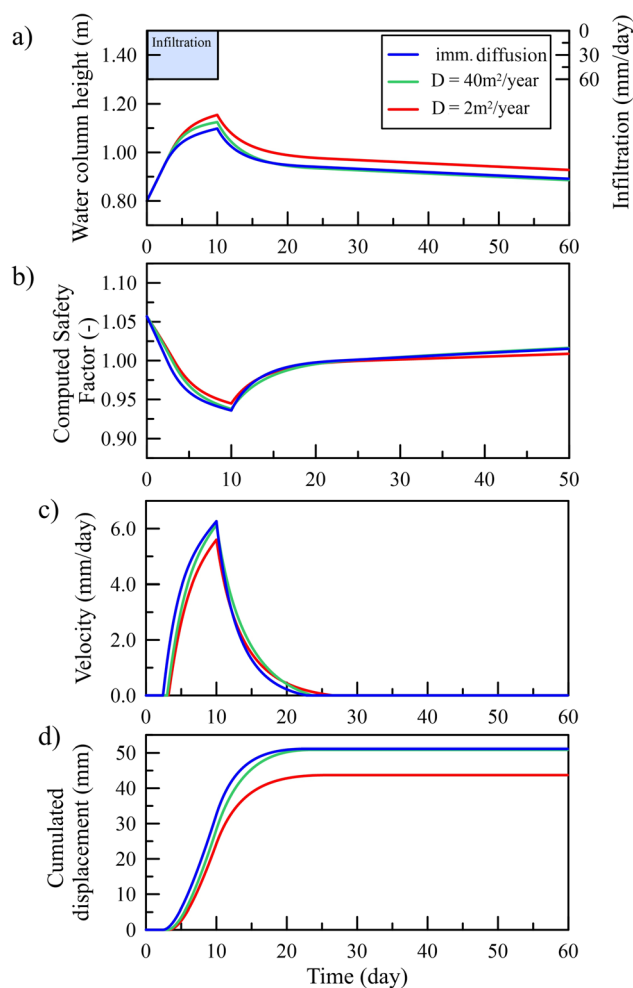 a)
Water column height (m)
1.40
1.20
1.00
0.80
Infiltration
imm. diffusion
D = 40m²/year
D = 2m²/year
0
30
60
Infiltration (mm/day)
0 10 20 30 40 50 60
b)
Computed Safety
Factor (-)
1.10
1.05
1.00
0.95
0.90
0 10 20 30 40 50
c)
Velocity (mm/day)
6.0
4.0
2.0
0.0
0 10 20 30 40 50 60
d)
Cumulated
displacement (mm)
50
40
30
20
10
0
0 10 20 30 40 50 60
Time (day)